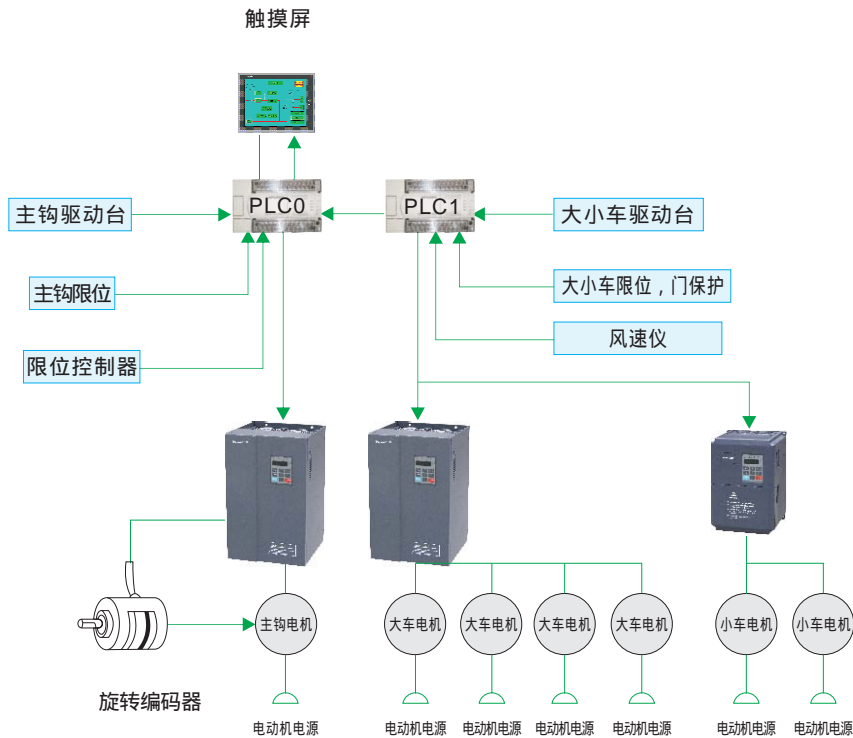 触摸屏
PLC0
PLC1
主钩驱动台
大小车驱动台
主钩限位
大小车限位，门保护
风速仪
限位控制器
主钩电机
大车电机
大车电机
大车电机
大车电机
小车电机
小车电机
旋转编码器
电动机电源
电动机电源
电动机电源
电动机电源
电动机电源
电动机电源
电动机电源